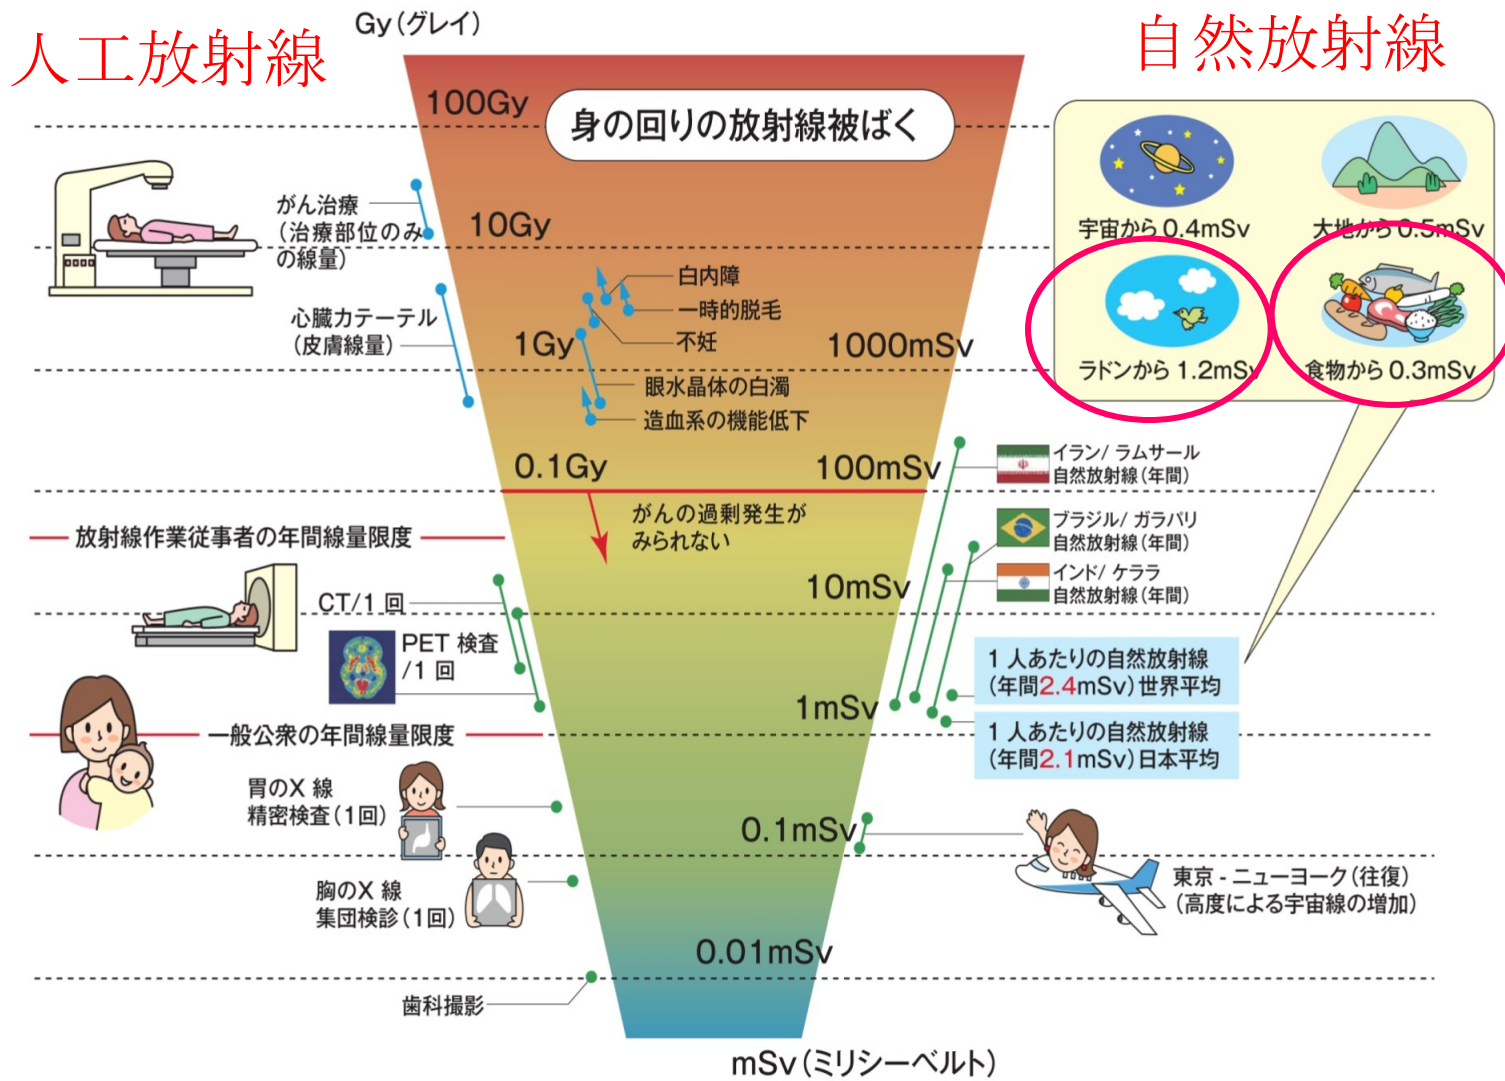 Gy（グレイ）
人工放射線
自然放射線
100Gy
身の回りの放射線被ばく
がん治療
（治療部位のみ
の線量）
10Gy
宇宙から 0.4mSv
大地から 0.5mSv
心臓カテーテル
（皮膚線量）
白内障
一時的脱毛
不妊
1Gy
1000mSv
ラドンから 1.2mSv
食物から 0.3mSv
眼水晶体の白濁
造血系の機能低下
0.1Gy
100mSv
イラン/ ラムサール
自然放射線（年間）
がんの過剰発生が
みられない
放射線作業従事者の年間線量限度
ブラジル/ ガラパリ
自然放射線（年間）
インド/ ケララ
自然放射線（年間）
10mSv
CT/1 回
PET 検査
/1 回
1 人あたりの自然放射線
（年間2.4mSv）世界平均
1mSv
一般公衆の年間線量限度
1 人あたりの自然放射線
（年間2.1mSv）日本平均
胃のX 線
精密検査（1回）
0.1mSv
胸のX 線
集団検診（1回）
東京 - ニューヨーク（往復）
（高度による宇宙線の増加）
0.01mSv
歯科撮影
mSv（ミリシーベルト）